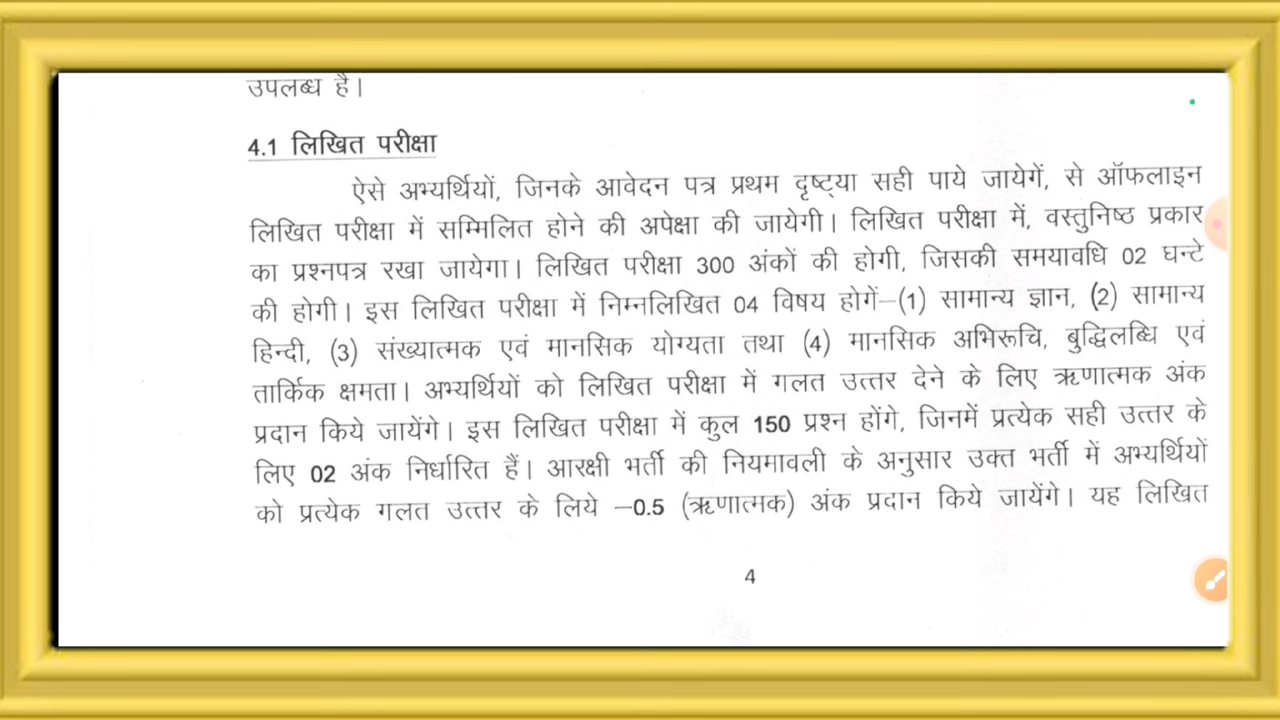 उपलब्ध है।
4.1 लिखित परीक्षा
ऐसे अभ्यर्थियों, जिनके आवेदन पत्र प्रथम दृष्ट्या सही पाये जायेगें, से ऑफलाइन
लिखित परीक्षा में सम्मिलित होने की अपेक्षा की जायेगी। लिखित परीक्षा में, वस्तुनिष्ठ प्रकार
का प्रश्नपत्र रखा जायेगा। लिखित परीक्षा 300 अंकों की होगी, जिसकी समयावधि 02 घन्टे
की होगी। इस लिखित परीक्षा में निम्नलिखित 04 विषय होगें–(1) सामान्य ज्ञान, (2) सामान्य
हिन्दी, (3) संख्यात्मक एवं मानसिक योग्यता तथा (4) मानसिक अभिरूचि, बुद्धिलब्धि एवं
तार्किक क्षमता। अभ्यर्थियों को लिखित परीक्षा में गलत उत्तर देने के लिए ऋणात्मक अंक
प्रदान किये जायेंगे। इस लिखित परीक्षा में कुल 150 प्रश्न होंगे, जिनमें प्रत्येक सही उत्तर के
लिए 02 अंक निर्धारित हैं। आरक्षी भर्ती की नियमावली के अनुसार उक्त भर्ती में अभ्यर्थियों
को प्रत्येक गलत उत्तर के लिये –0.5 (ऋणात्मक) अंक प्रदान किये जायेंगे। यह लिखित
4